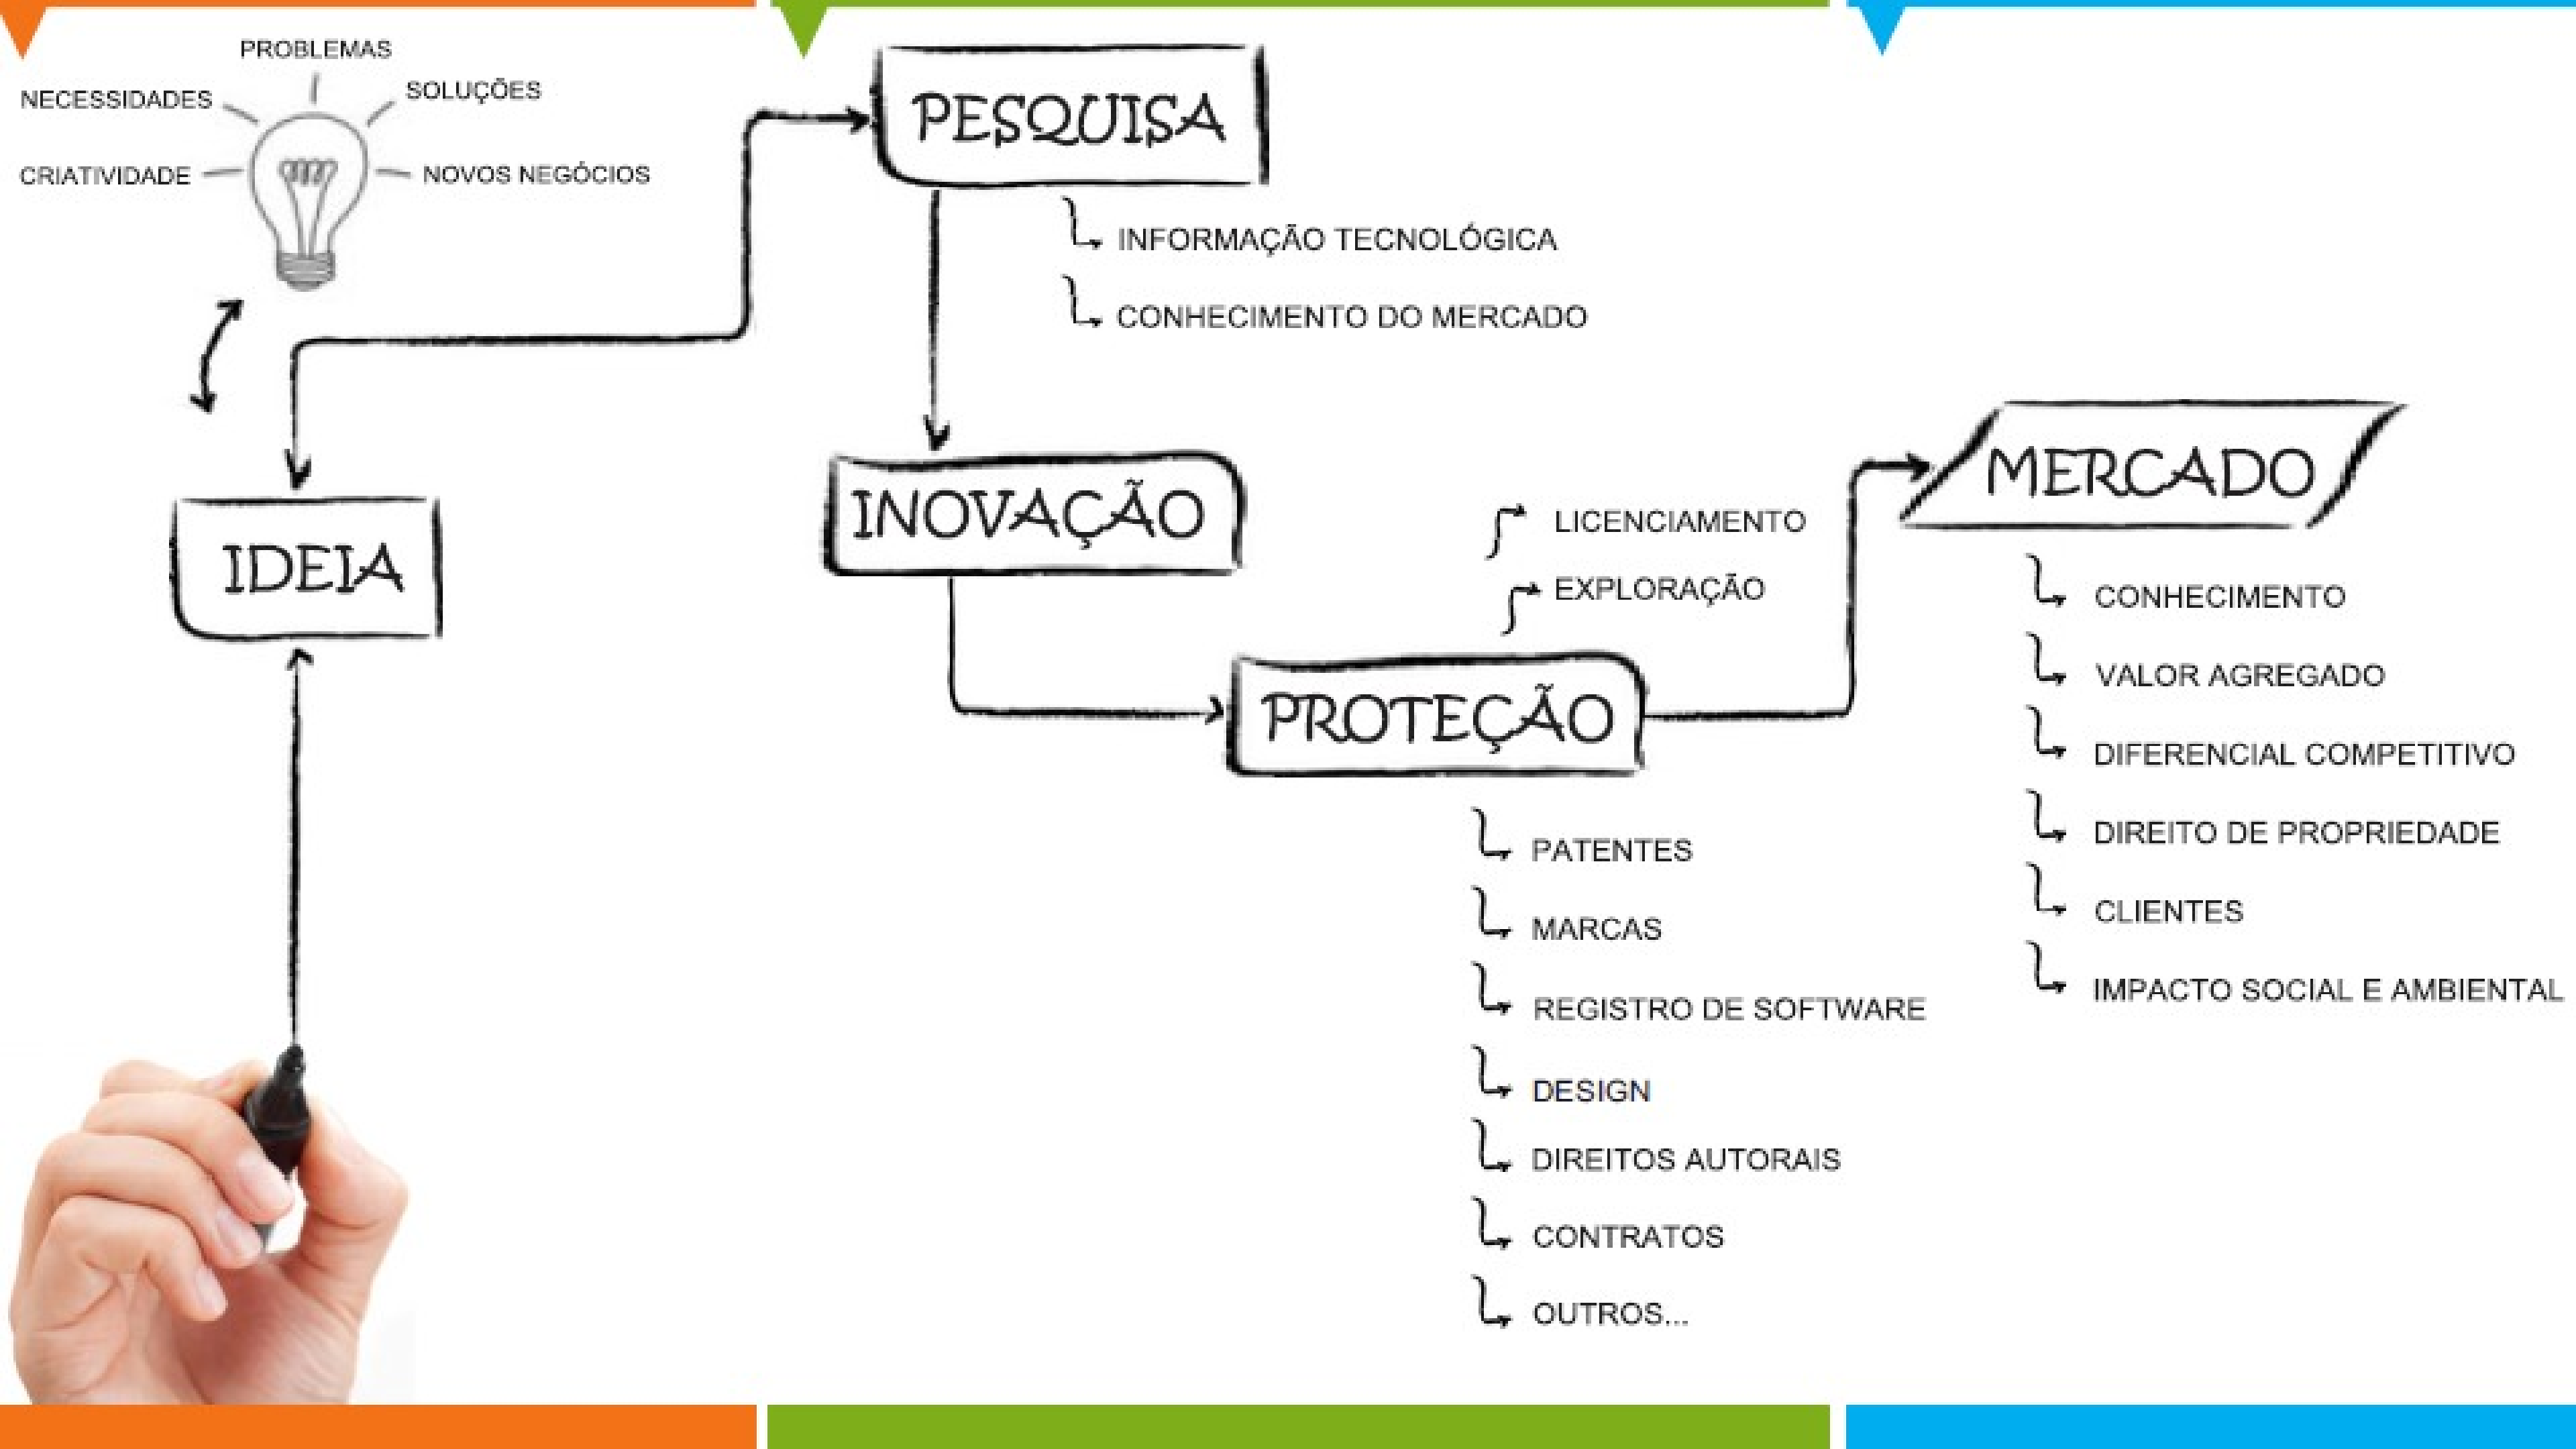 PROBLEMAS
NECESSIDADES
SOLUÇÕES
CRIATIVIDADE
NOVOS NEGÓCIOS
IDEIA
PESQUISA
INFORMAÇÃO TECNOLÓGICA
CONHECIMENTO DO MERCADO
INOVAÇÃO
LICENCIAMENTO
EXPLORAÇÃO
PROTEÇÃO
PATENTES
MARCAS
REGISTRO DE SOFTWARE
DESIGN
DIREITOS AUTORAIS
CONTRATOS
OUTROS...
MERCADO
CONHECIMENTO
VALOR AGREGADO
DIFERENCIAL COMPETITIVO
DIREITO DE PROPRIEDADE
CLIENTES
IMPACTO SOCIAL E AMBIENTAL